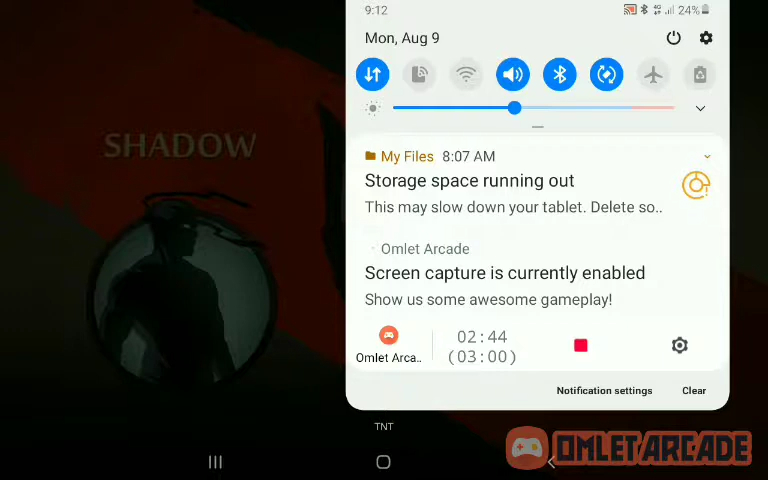 9:12
4G
24%
Mon, Aug 9
SHADOW
My Files 8:07 AM
Storage space running out
This may slow down your tablet. Delete so..
Omlet Arcade
Screen capture is currently enabled
Show us some awesome gameplay!
Omlet Arca..
02:44
(03:00)
Notification settings
Clear
TNT
OMLET ARCADE